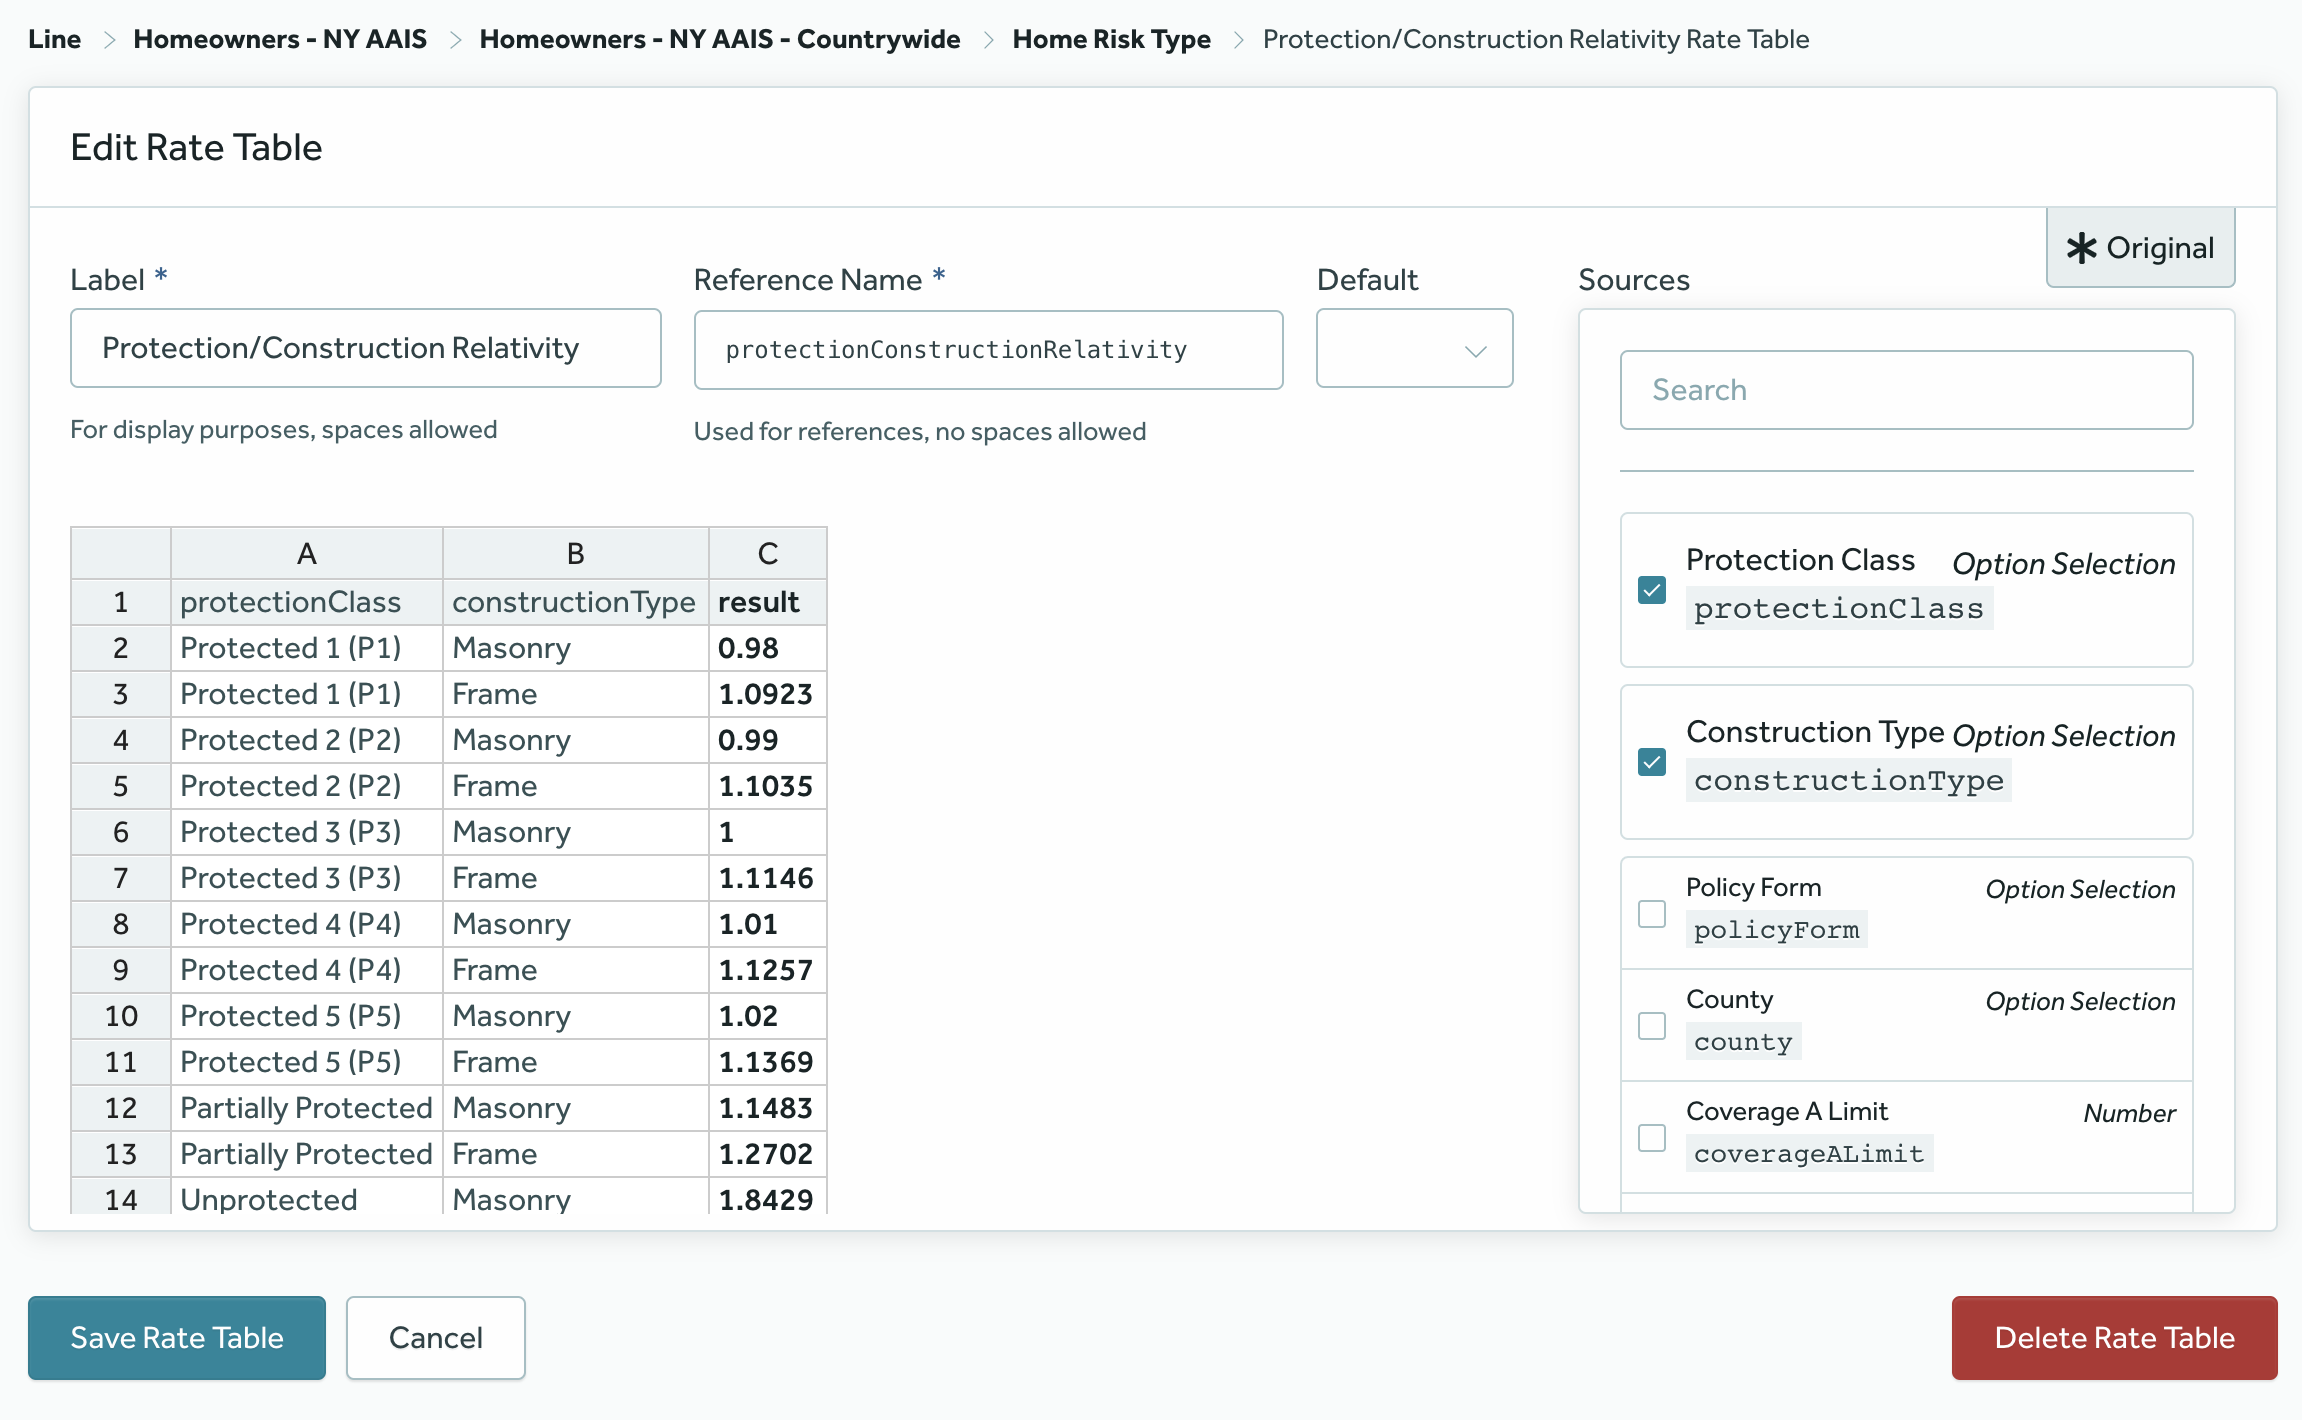 Line > Homeowners - NY AAIS > Homeowners - NY AAIS - Countrywide > Home Risk Type > Protection/Construction Relativity Rate Table
Edit Rate Table
Original
Label *
Protection/Construction Relativity
For display purposes, spaces allowed
Reference Name *
protectionConstructionRelativity
Used for references, no spaces allowed
Default
A B C
1 protectionClass constructionType result
2 Protected 1 (P1) Masonry 0.98
3 Protected 1 (P1) Frame 1.0923
4 Protected 2 (P2) Masonry 0.99
5 Protected 2 (P2) Frame 1.1035
6 Protected 3 (P3) Masonry 1
7 Protected 3 (P3) Frame 1.1146
8 Protected 4 (P4) Masonry 1.01
9 Protected 4 (P4) Frame 1.1257
10 Protected 5 (P5) Masonry 1.02
11 Protected 5 (P5) Frame 1.1369
12 Partially Protected Masonry 1.1483
13 Partially Protected Frame 1.2702
14 Unprotected Masonry 1.8429
Sources
Search
Protection Class Option Selection
protectionClass
Construction Type Option Selection
constructionType
Policy Form Option Selection
policyForm
County Option Selection
county
Coverage A Limit Number
coverageALimit
Save Rate Table
Cancel
Delete Rate Table